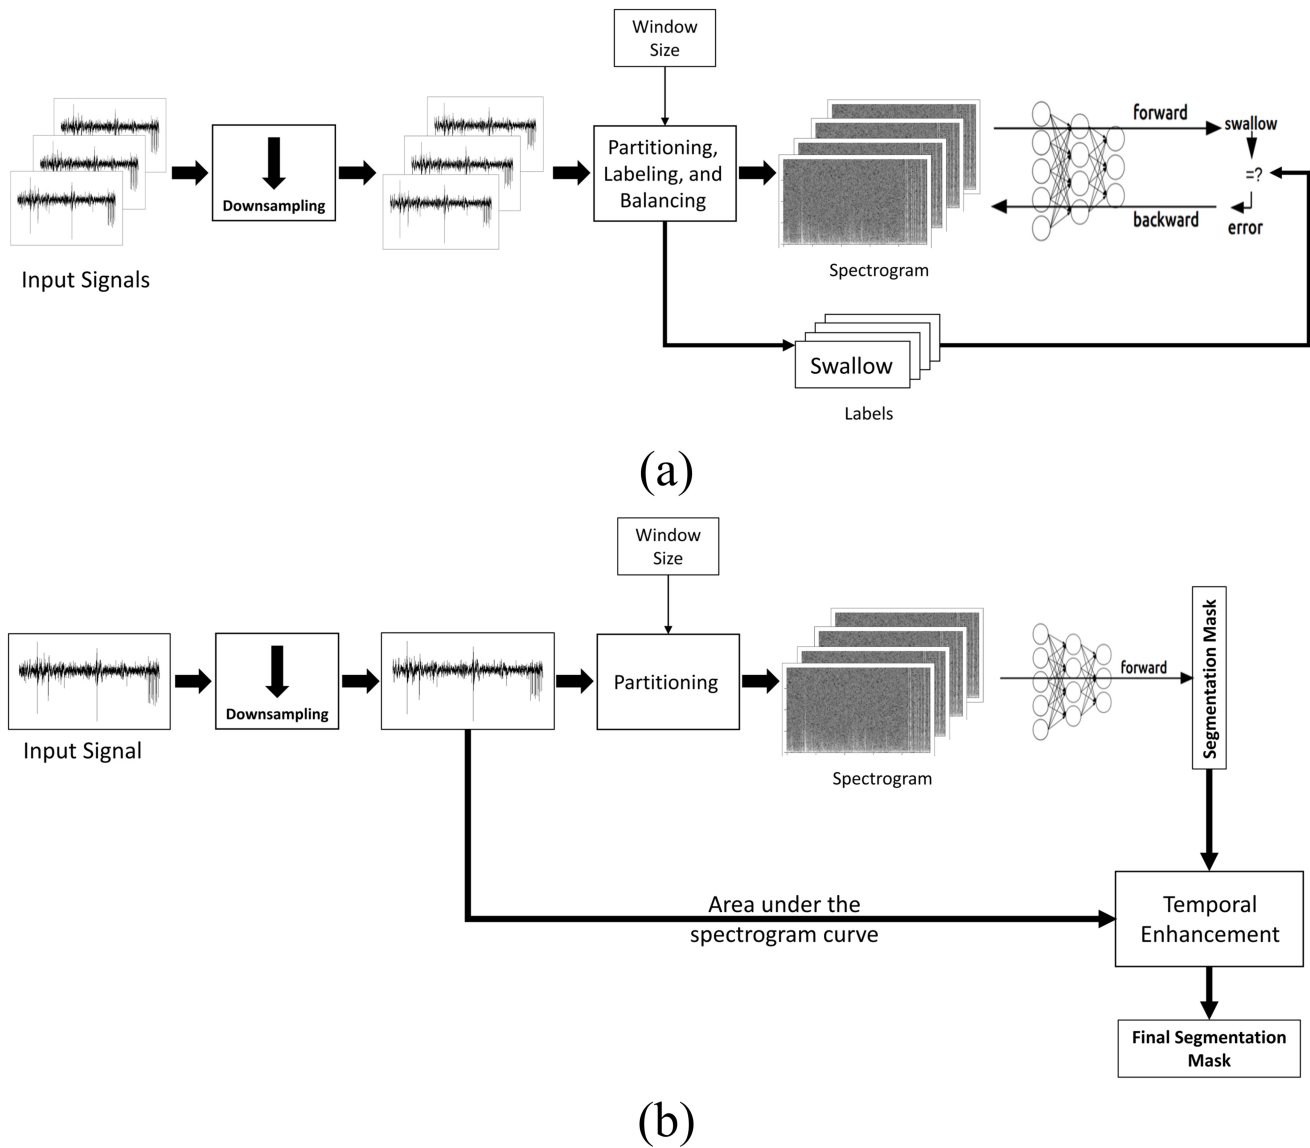 Window
Size
Downsampling
Partitioning,
Labeling, and
Balancing
forward
swallow
=?
backward
error
Input Signals
Spectrogram
Swallow
Labels
(a)
Window
Size
Downsampling
Partitioning
forward
Segmentation Mask
Input Signal
Spectrogram
Area under the
spectrogram curve
Temporal
Enhancement
Final Segmentation
Mask
(b)